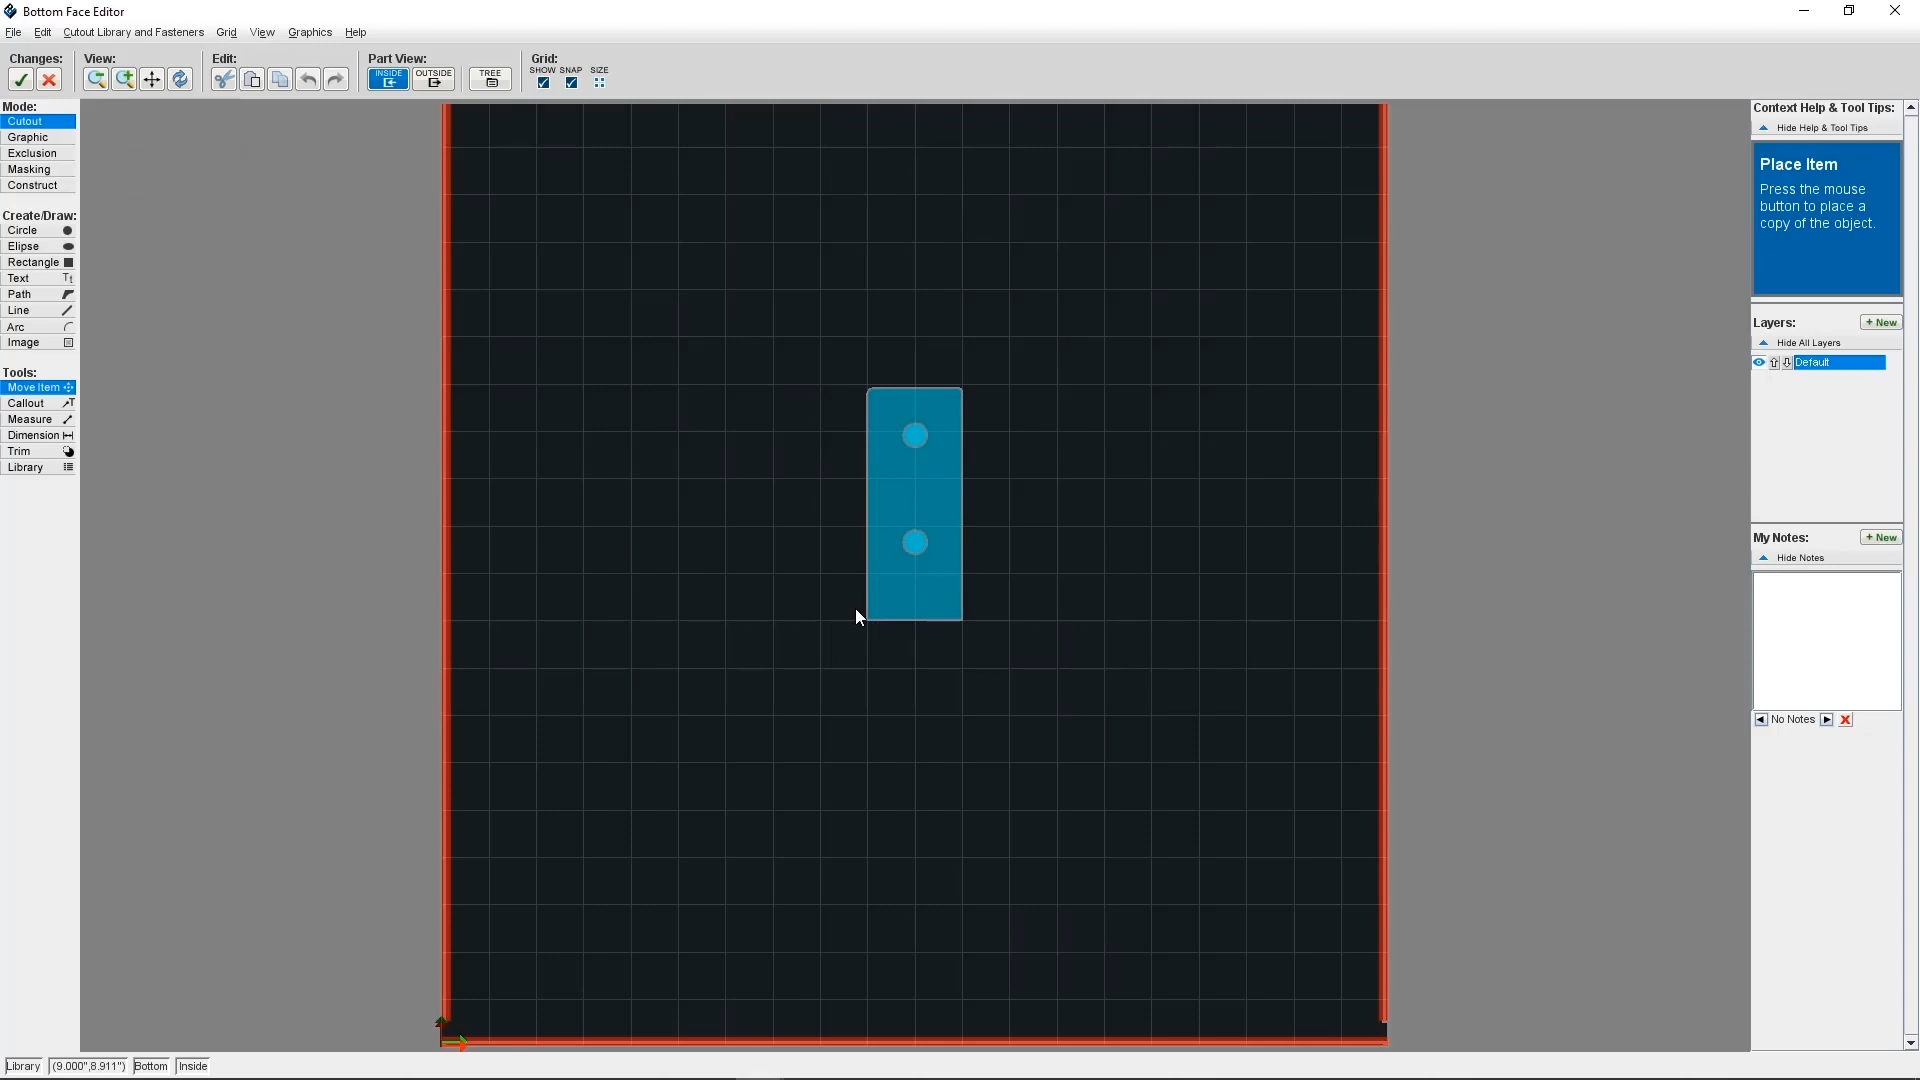 Bottom Face Editor
File Edit Cutout Library and Fasteners Grid View Graphics Help
Changes: View: Edit: Part View: Grid:
INSIDE OUTSIDE TREE SHOW SNAP SIZE
Mode:
Cutout
Graphic
Exclusion
Masking
Construct
Create/Draw:
Circle
Elipse
Rectangle
Text Tt
Path
Line
Arc
Image
Tools:
Move Item
Callout T
Measure
Dimension
Trim
Library
Context Help & Tool Tips:
Hide Help & Tool Tips
Place Item
Press the mouse
button to place a
copy of the object.
Layers: + New
Hide All Layers
Default
My Notes: + New
Hide Notes
No Notes X
Library (9.000",8.911") Bottom Inside